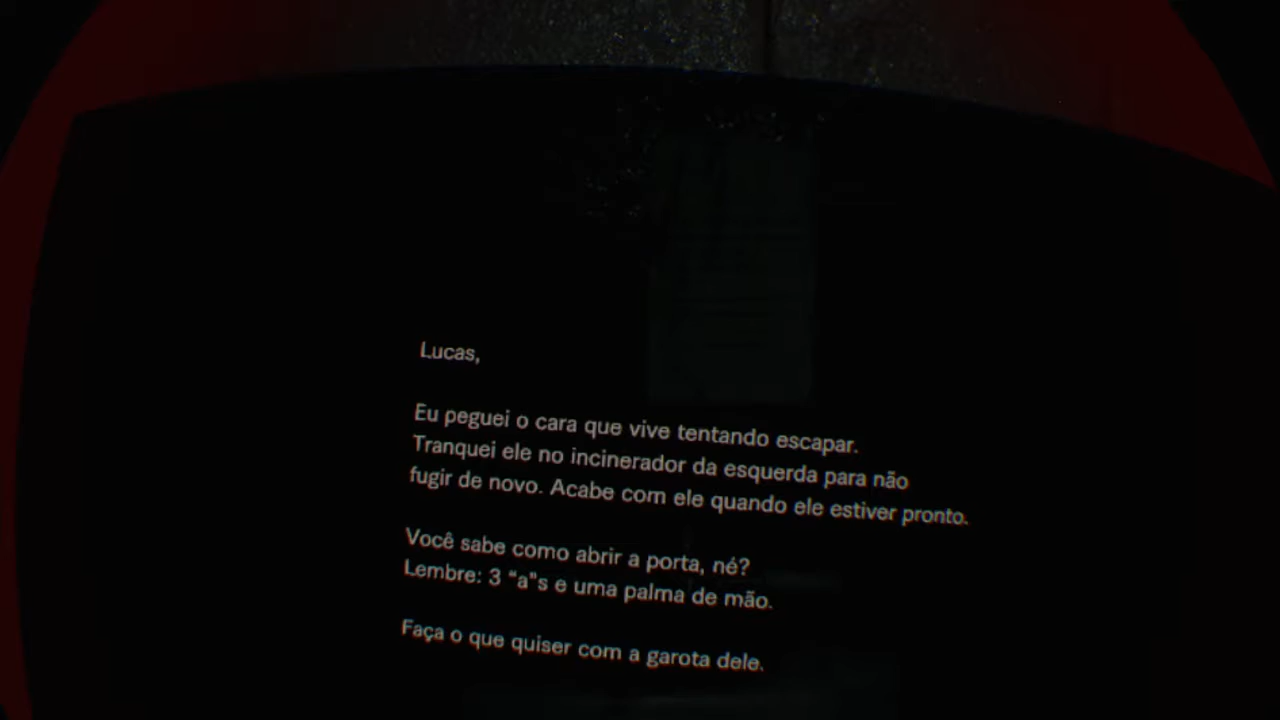 Lucas,
Eu peguei o cara que vive tentando escapar.
Tranquei ele no incinerador da esquerda para não
fugir de novo. Acabe com ele quando ele estiver pronto.
Você sabe como abrir a porta, né?
Lembre: 3 “a”s e uma palma de mão.
Faça o que quiser com a garota dele.